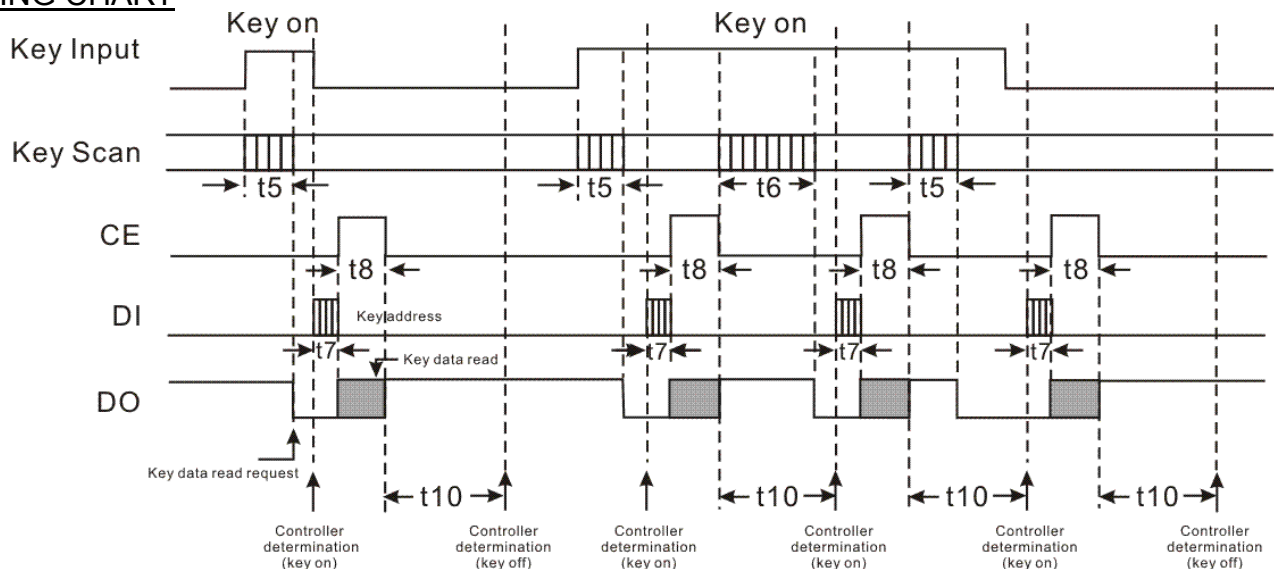 ING CHART
Key on
Key on
Key Input
Key Scan
t5
t5
t6
t5
CE
t8
t8
t8
t8
DI
Key address
t7
t7
t7
t7
Key data read
DO
Key data read request
t10
t10
t10
t10
Controller
determination
(key on)
Controller
determination
(key off)
Controller
determination
(key on)
Controller
determination
(key on)
Controller
determination
(key on)
Controller
determination
(key off)